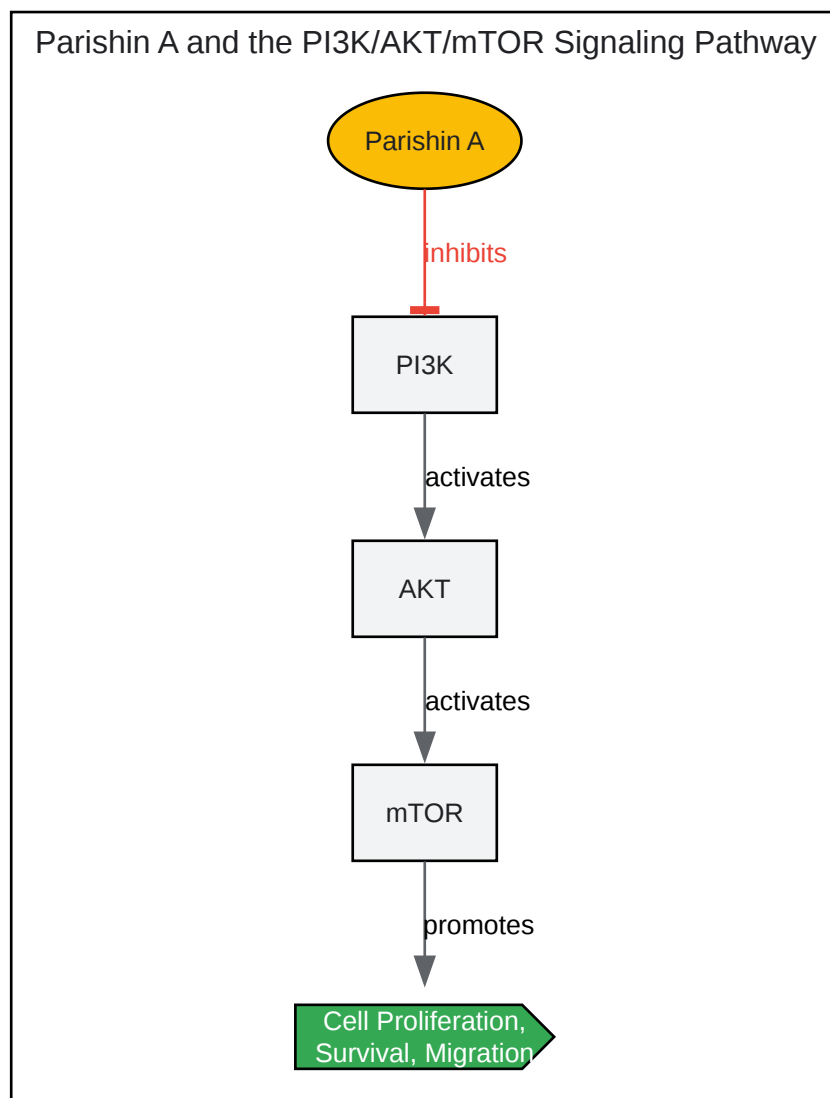 Parishin A and the PI3K/AKT/mTOR Signaling Pathway
Parishin A
inhibits
PI3K
activates
AKT
activates
mTOR
promotes
Cell Proliferation,
Survival, Migration